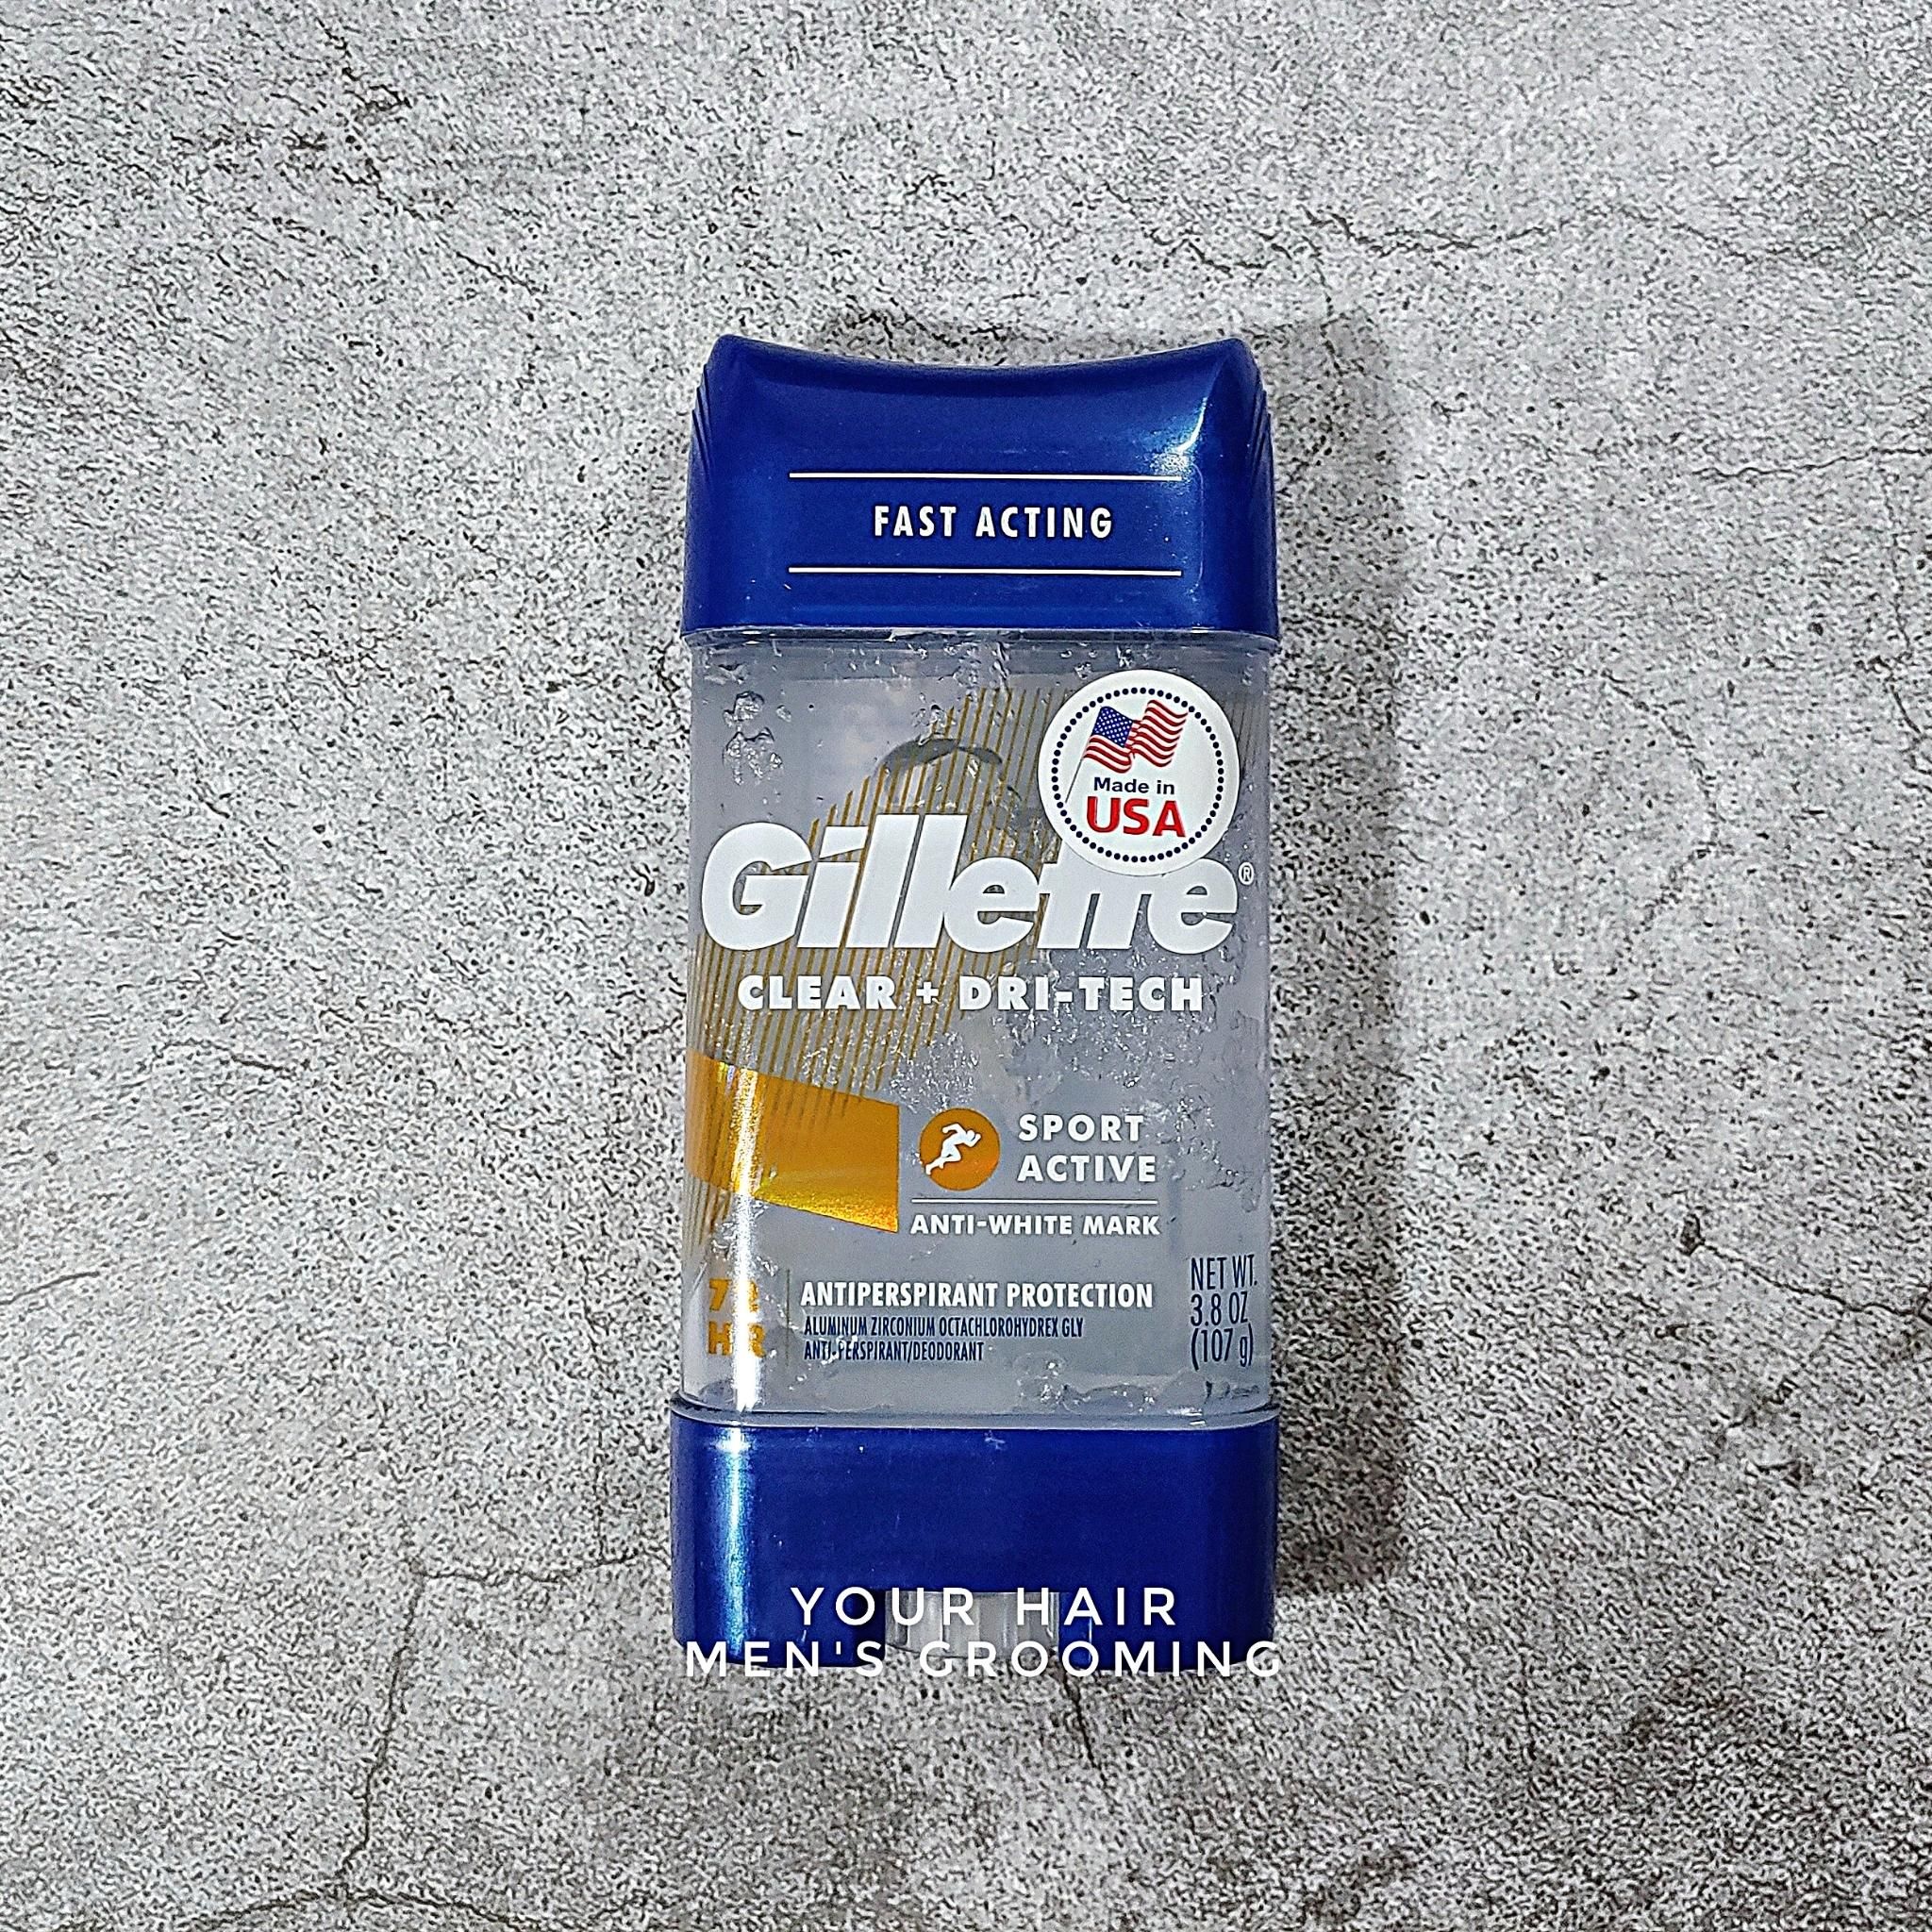 FAST ACTING
Made in
USA
Gillette®
CLEAR + DRI-TECH
SPORT
ACTIVE
ANTI-WHITE MARK
HR
ANTIPERSPIRANT PROTECTION
ALUMINUM ZIRCONIUM OCTACHLOROHYDREX GLY
ANTI-PERSPIRANT/DEODORANT
NET WT.
3.8 OZ
(107 g)
YOUR HAIR
MEN'S GROOMING